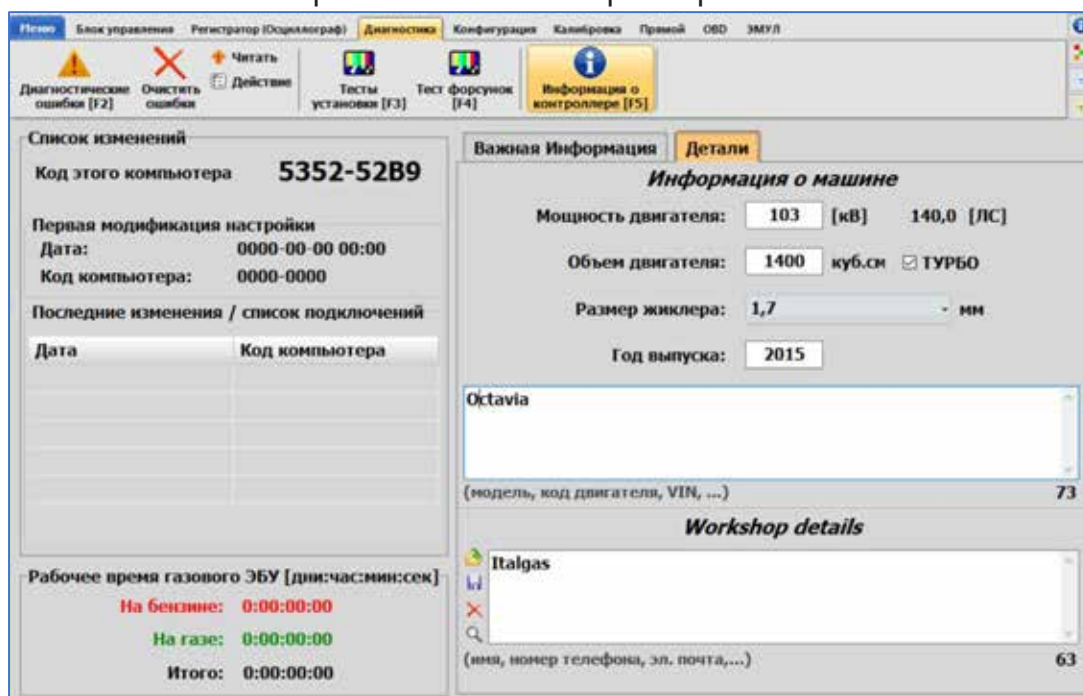 Меню Блок управления Регистратор (Осциллограф) Диагностика Конфигурация Калибровка Прямой OBD ЭМУЛ
Диагностические ошибки [F2]
Очистить ошибки
Читать
Действие
Тесты установки [F3]
Тест форсунок [F4]
Информация о контроллере [F5]
Список изменений
Код этого компьютера 5352-52B9
Первая модификация настройки
Дата: 0000-00-00 00:00
Код компьютера: 0000-0000
Последние изменения / список подключений
Дата Код компьютера
Рабочее время газового ЭБУ [дни:час:мин:сек]
На бензине: 0:00:00:00
На газе: 0:00:00:00
Итого: 0:00:00:00
Важная Информация Детали
Информация о машине
Мощность двигателя: 103 [кВ] 140,0 [ЛС]
Объем двигателя: 1400 куб.см ТУРБО
Размер жиклера: 1,7 мм
Год выпуска: 2015
Octavia
(модель, код двигателя, VIN, ...) 73
Workshop details
Italgas
(имя, номер телефона, эл. почта,...) 63